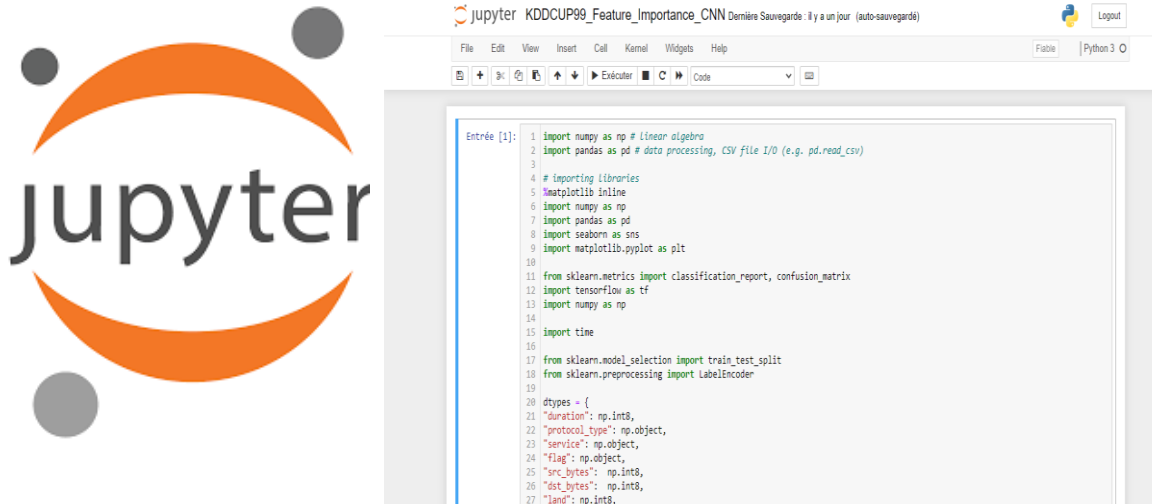 jupyter
jupyter KDDCUP99_Feature_Importance_CNN Dernière Sauvegarde : il y a un jour (auto-sauvegardé)
Logout
File Edit View Insert Cell Kernel Widgets Help
Fiable
Python 3
Exécuter
Code
Entrée [1]:
1 import numpy as np # linear algebra
2 import pandas as pd # data processing, CSV file I/O (e.g. pd.read_csv)
3
4 # importing libraries
5 %matplotlib inline
6 import numpy as np
7 import pandas as pd
8 import seaborn as sns
9 import matplotlib.pyplot as plt
10
11 from sklearn.metrics import classification_report, confusion_matrix
12 import tensorflow as tf
13 import numpy as np
14
15 import time
16
17 from sklearn.model_selection import train_test_split
18 from sklearn.preprocessing import LabelEncoder
19
20 dtypes = {
21 "duration": np.int8,
22 "protocol_type": np.object,
23 "service": np.object,
24 "flag": np.object,
25 "src_bytes":  np.int8,
26 "dst_bytes":  np.int8,
27 "land": np.int8,